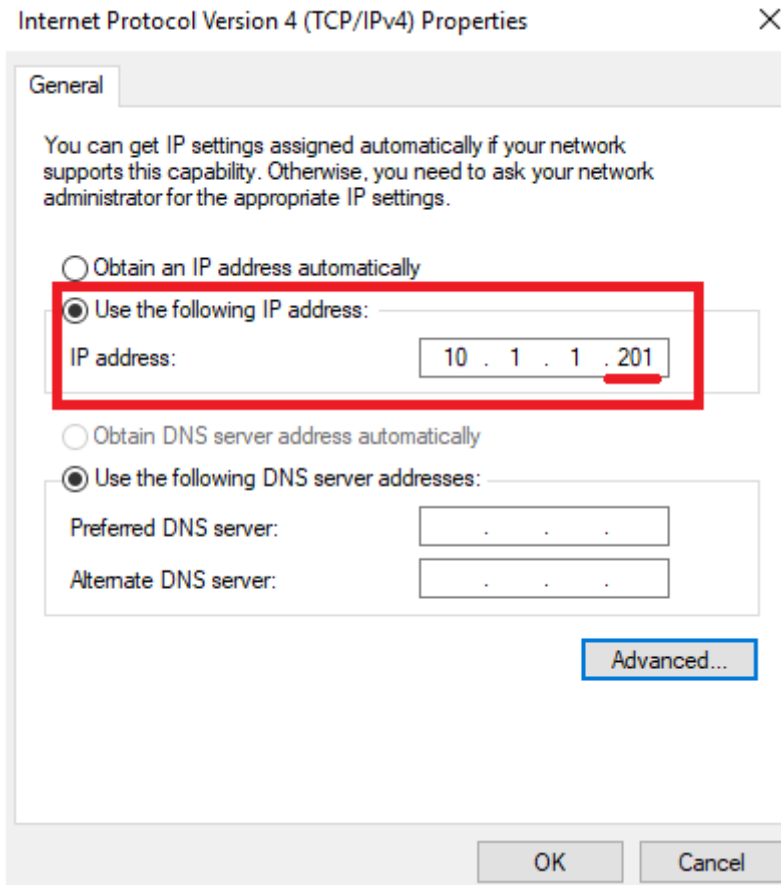 Internet Protocol Version 4 (TCP/IPv4) Properties
General
You can get IP settings assigned automatically if your network
supports this capability. Otherwise, you need to ask your network
administrator for the appropriate IP settings.
Obtain an IP address automatically
Use the following IP address:
IP address: 10 . 1 . 1 . 201
Obtain DNS server address automatically
Use the following DNS server addresses:
Preferred DNS server: . . .
Alternate DNS server: . . .
Advanced...
OK Cancel